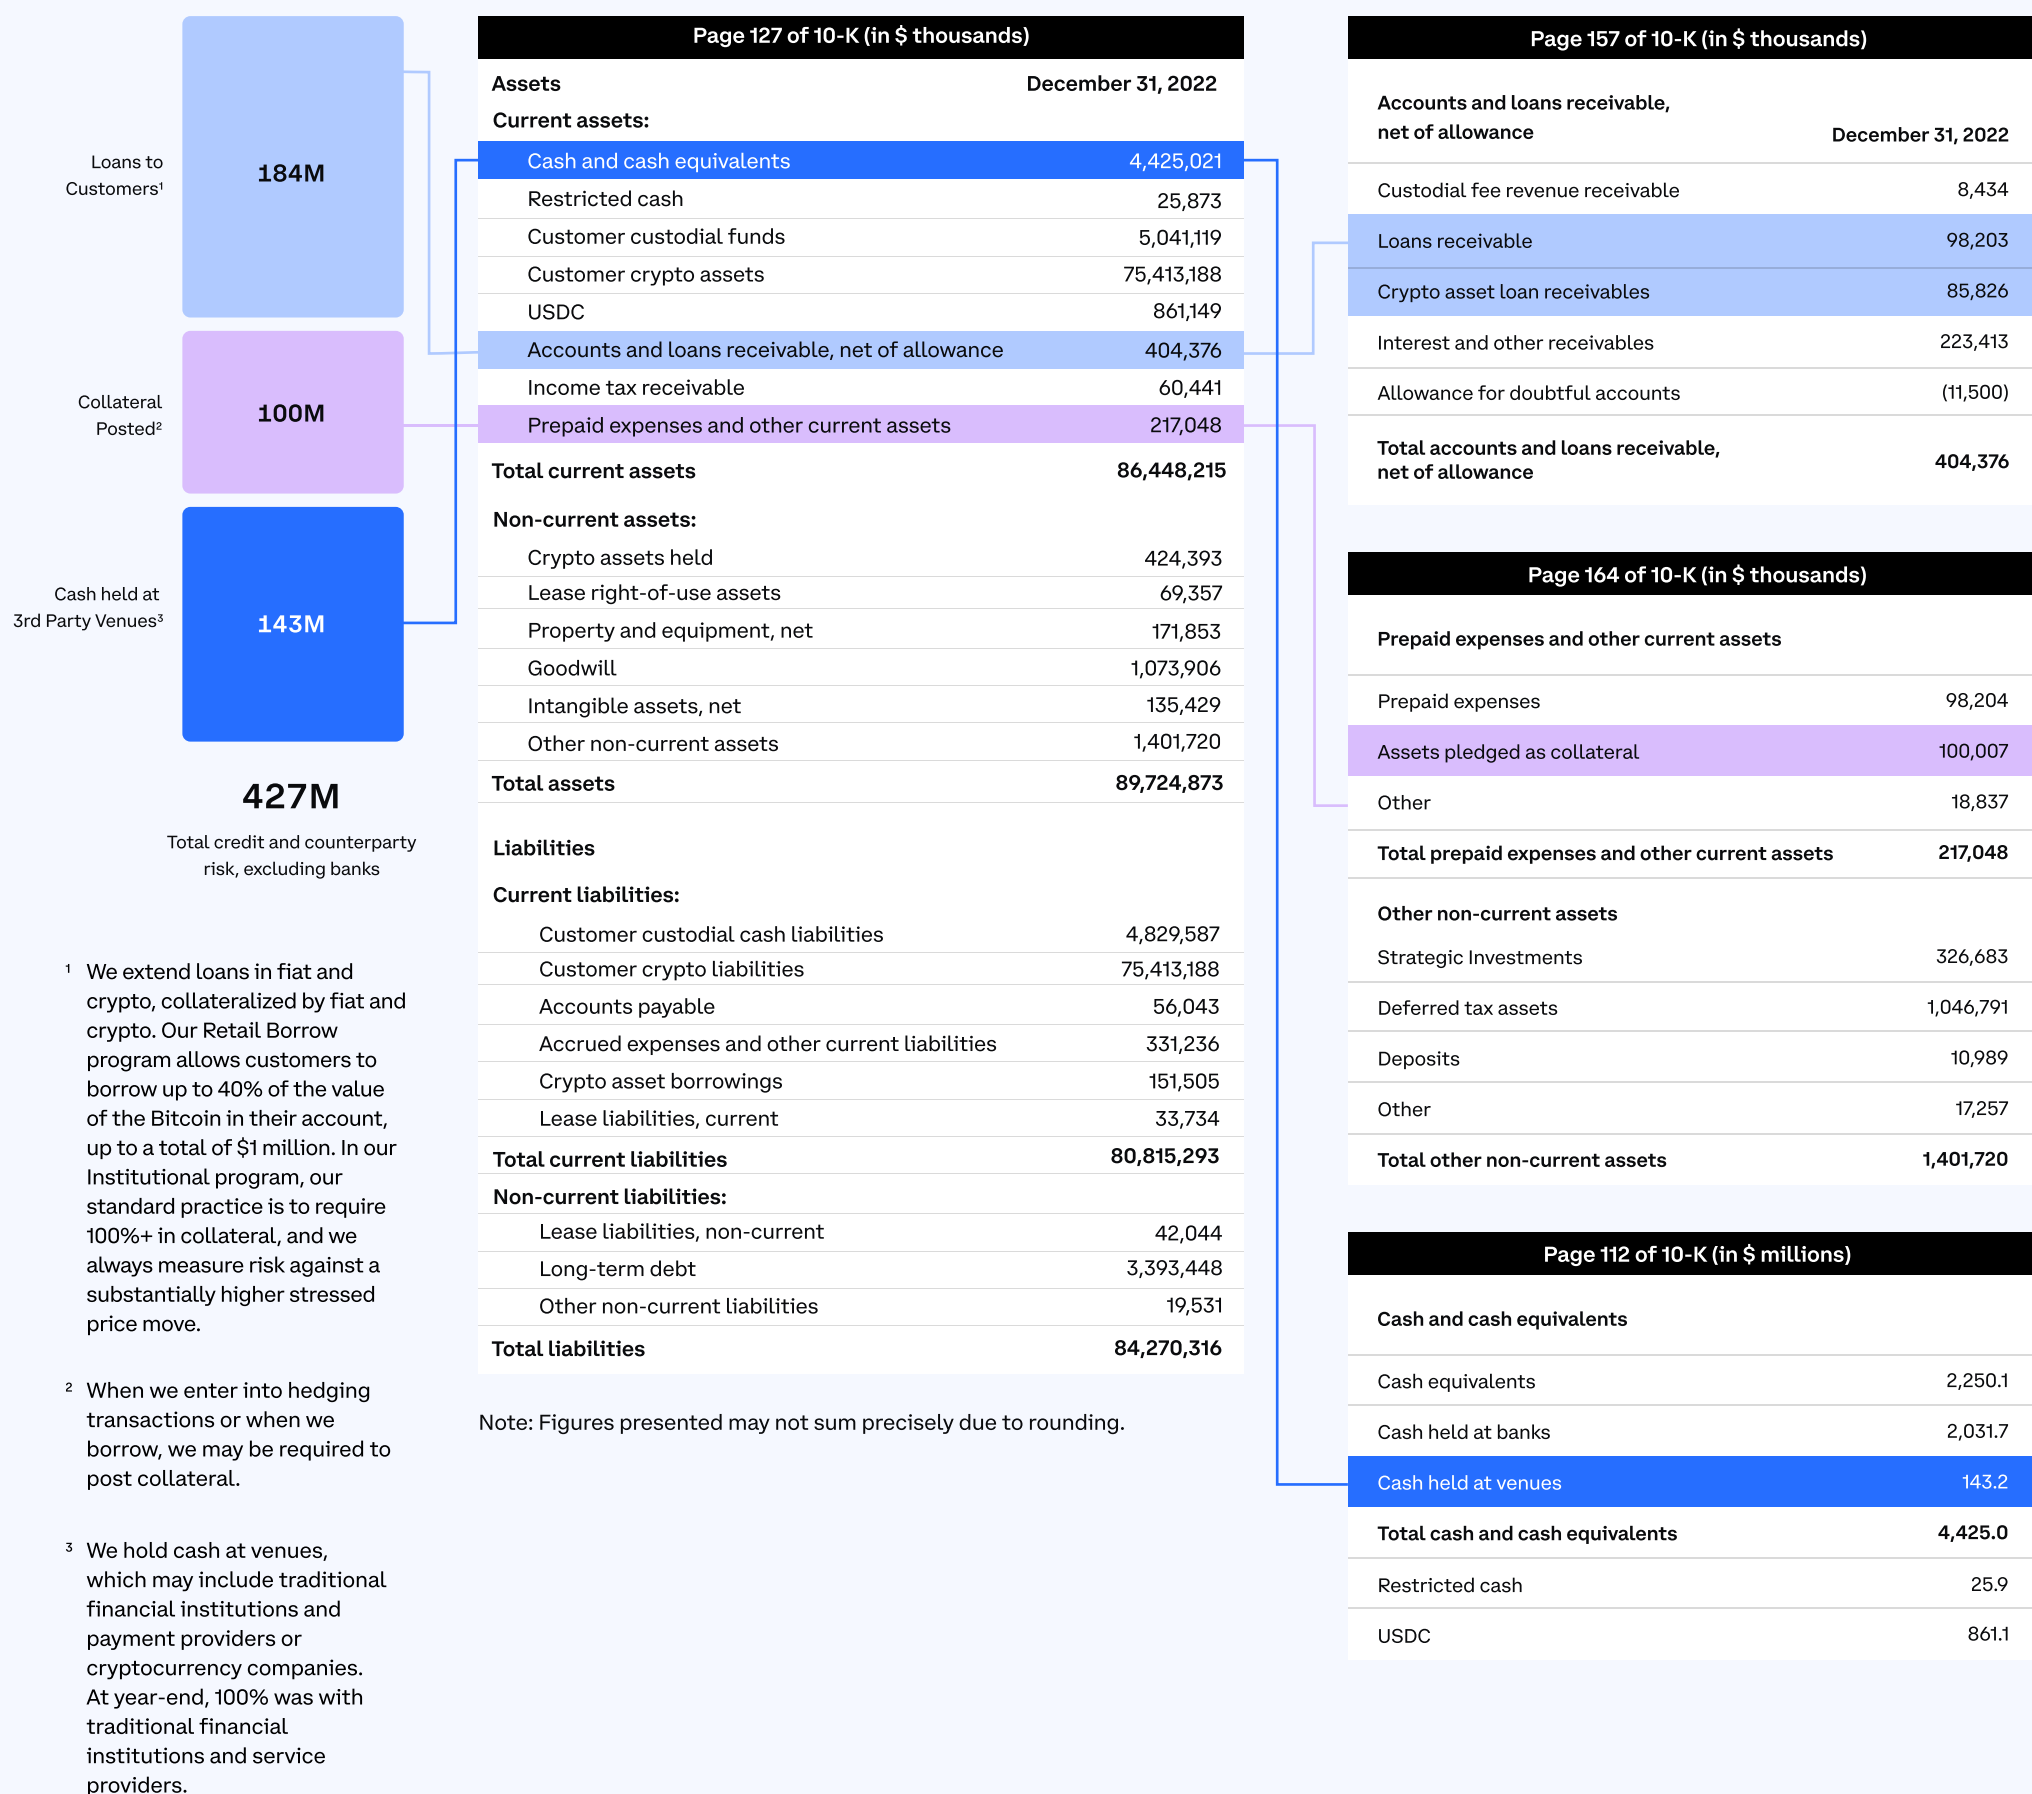 Loans to
Customers¹
184M
Collateral
Posted²
100M
Cash held at
3rd Party Venues³
143M
427M
Total credit and counterparty
risk, excluding banks
¹ We extend loans in fiat and
crypto, collateralized by fiat and
crypto. Our Retail Borrow
program allows customers to
borrow up to 40% of the value
of the Bitcoin in their account,
up to a total of $1 million. In our
Institutional program, our
standard practice is to require
100%+ in collateral, and we
always measure risk against a
substantially higher stressed
price move.
² When we enter into hedging
transactions or when we
borrow, we may be required to
post collateral.
³ We hold cash at venues,
which may include traditional
financial institutions and
payment providers or
cryptocurrency companies.
At year-end, 100% was with
traditional financial
institutions and service
providers.
Page 127 of 10-K (in $ thousands)
Assets December 31, 2022
Current assets:
Cash and cash equivalents 4,425,021
Restricted cash 25,873
Customer custodial funds 5,041,119
Customer crypto assets 75,413,188
USDC 861,149
Accounts and loans receivable, net of allowance 404,376
Income tax receivable 60,441
Prepaid expenses and other current assets 217,048
Total current assets 86,448,215
Non-current assets:
Crypto assets held 424,393
Lease right-of-use assets 69,357
Property and equipment, net 171,853
Goodwill 1,073,906
Intangible assets, net 135,429
Other non-current assets 1,401,720
Total assets 89,724,873
Liabilities
Current liabilities:
Customer custodial cash liabilities 4,829,587
Customer crypto liabilities 75,413,188
Accounts payable 56,043
Accrued expenses and other current liabilities 331,236
Crypto asset borrowings 151,505
Lease liabilities, current 33,734
Total current liabilities 80,815,293
Non-current liabilities:
Lease liabilities, non-current 42,044
Long-term debt 3,393,448
Other non-current liabilities 19,531
Total liabilities 84,270,316
Note: Figures presented may not sum precisely due to rounding.
Page 157 of 10-K (in $ thousands)
Accounts and loans receivable,
net of allowance December 31, 2022
Custodial fee revenue receivable 8,434
Loans receivable 98,203
Crypto asset loan receivables 85,826
Interest and other receivables 223,413
Allowance for doubtful accounts (11,500)
Total accounts and loans receivable,
net of allowance 404,376
Page 164 of 10-K (in $ thousands)
Prepaid expenses and other current assets
Prepaid expenses 98,204
Assets pledged as collateral 100,007
Other 18,837
Total prepaid expenses and other current assets 217,048
Other non-current assets
Strategic Investments 326,683
Deferred tax assets 1,046,791
Deposits 10,989
Other 17,257
Total other non-current assets 1,401,720
Page 112 of 10-K (in $ millions)
Cash and cash equivalents
Cash equivalents 2,250.1
Cash held at banks 2,031.7
Cash held at venues 143.2
Total cash and cash equivalents 4,425.0
Restricted cash 25.9
USDC 861.1